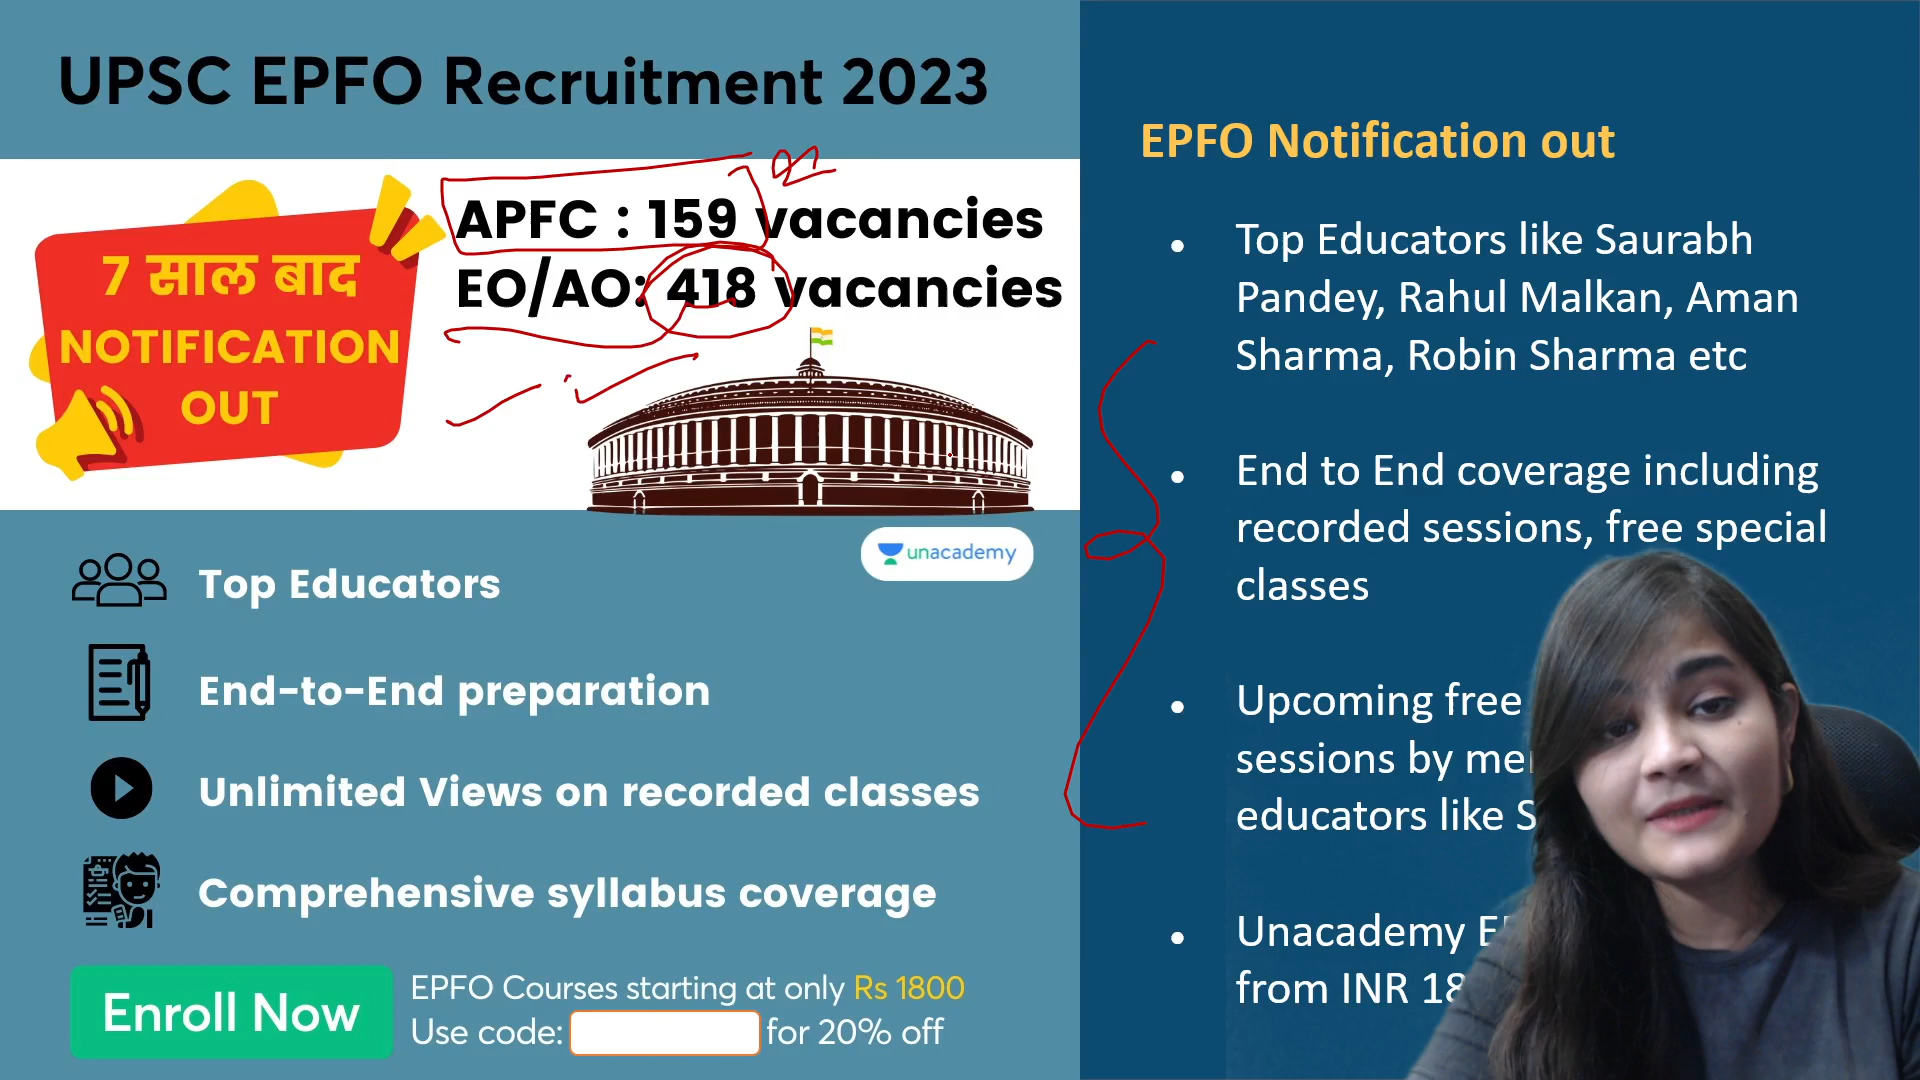 UPSC EPFO Recruitment 2023
7 साल बाद
NOTIFICATION
OUT
APFC : 159 vacancies
EO/AO: 418 vacancies
unacademy
Top Educators
End-to-End preparation
Unlimited Views on recorded classes
Comprehensive syllabus coverage
Enroll Now
EPFO Courses starting at only Rs 1800
Use code: for 20% off
EPFO Notification out
• Top Educators like Saurabh
Pandey, Rahul Malkan, Aman
Sharma, Robin Sharma etc
• End to End coverage including
recorded sessions, free special
classes
• Upcoming free
sessions by
educators like
• Unacademy
from INR